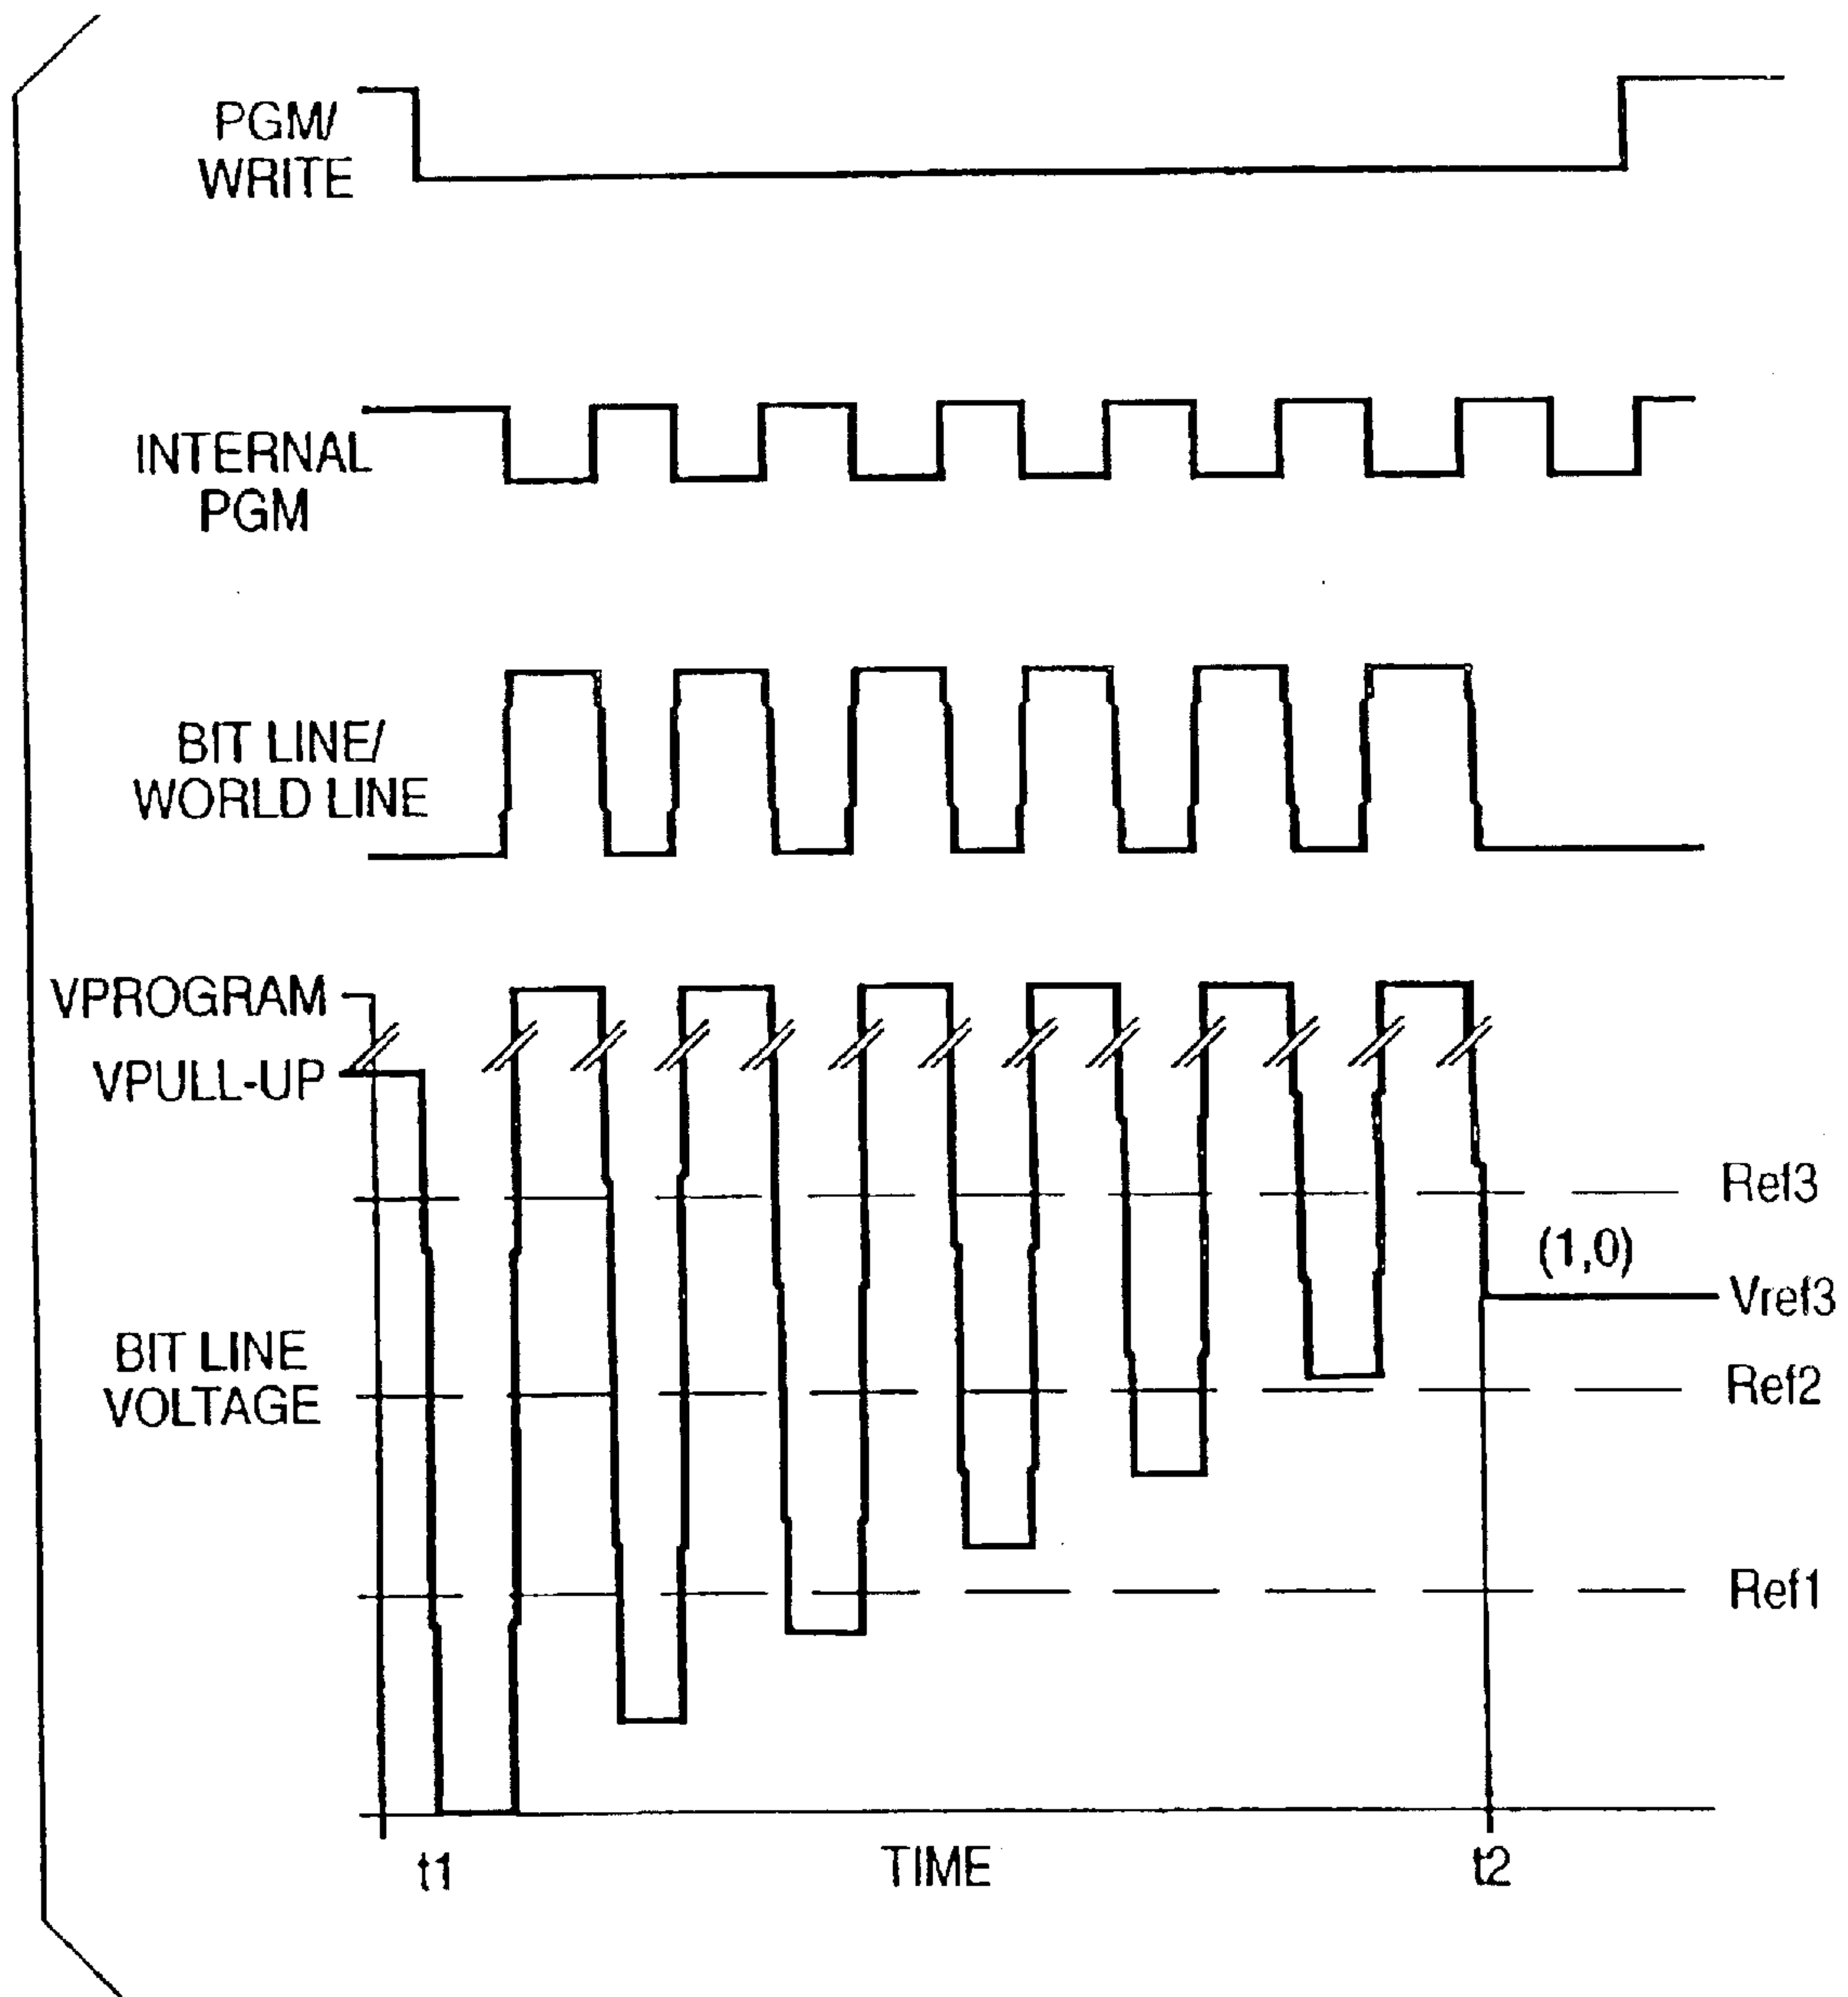 PGM/
WRITE
INTERNAL
PGM
BIT LINE/
WORLD LINE
VPROGRAM
VPULL-UP
Ref3
(1,0)
Vref3
BIT LINE
VOLTAGE
Ref2
Ref1
t1
TIME
t2